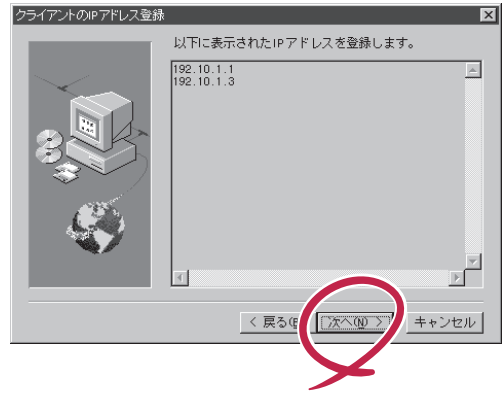 クライアントのIPアドレス登録
以下に表示されたIPアドレスを登録します。
192.10.1.1
192.10.1.3
< 戻る(B) 次へ(N) > キャンセル